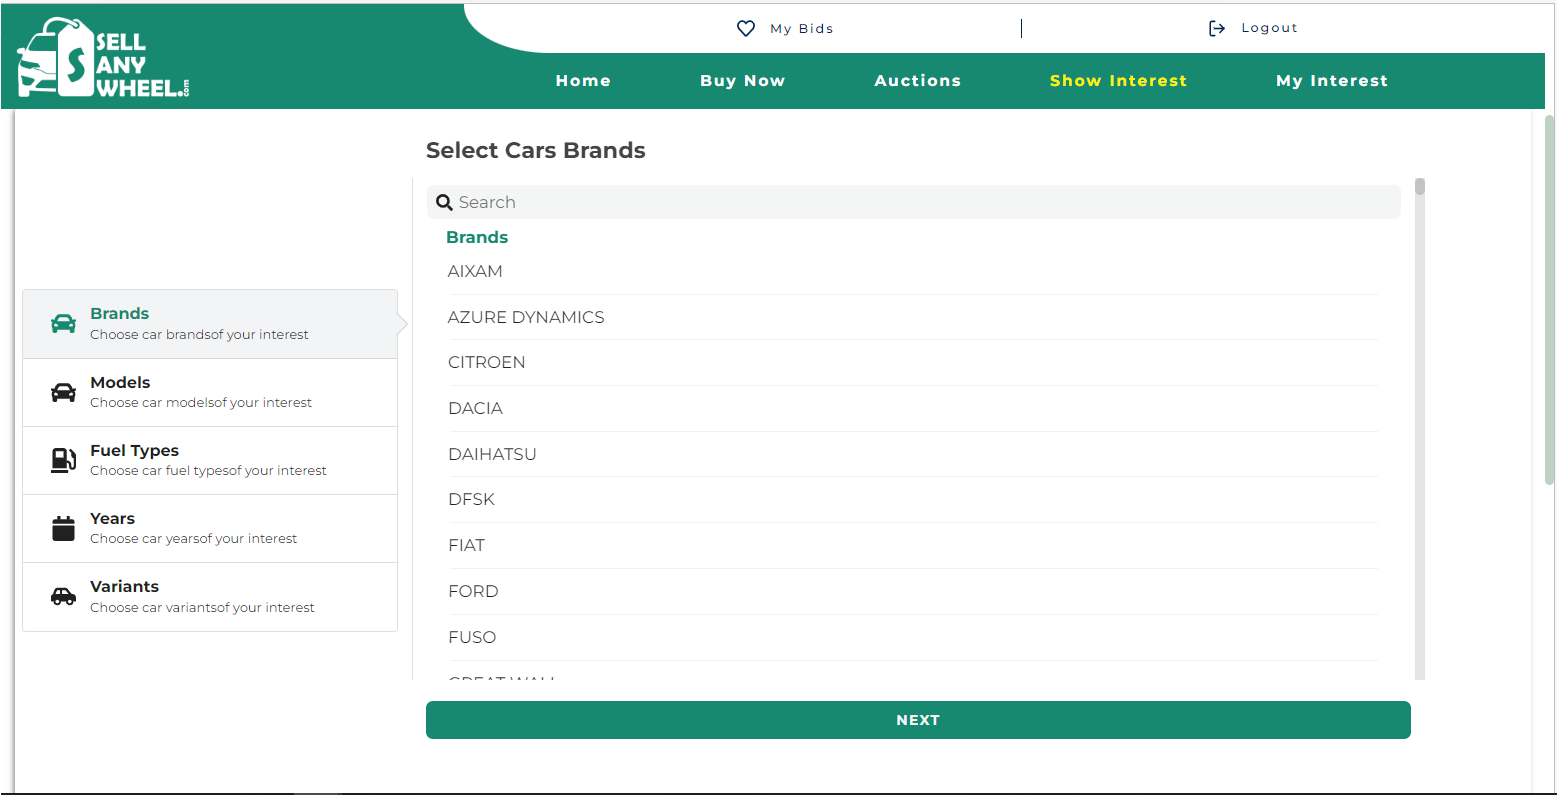 SELL
ANY
WHEEL.com
My Bids
Logout
Home
Buy Now
Auctions
Show Interest
My Interest
Select Cars Brands
Search
Brands
AIXAM
AZURE DYNAMICS
CITROEN
DACIA
DAIHATSU
DFSK
FIAT
FORD
FUSO
GREAT WALL
Brands
Choose car brandsof your interest
Models
Choose car modelsof your interest
Fuel Types
Choose car fuel typesof your interest
Years
Choose car yearsof your interest
Variants
Choose car variantsof your interest
NEXT